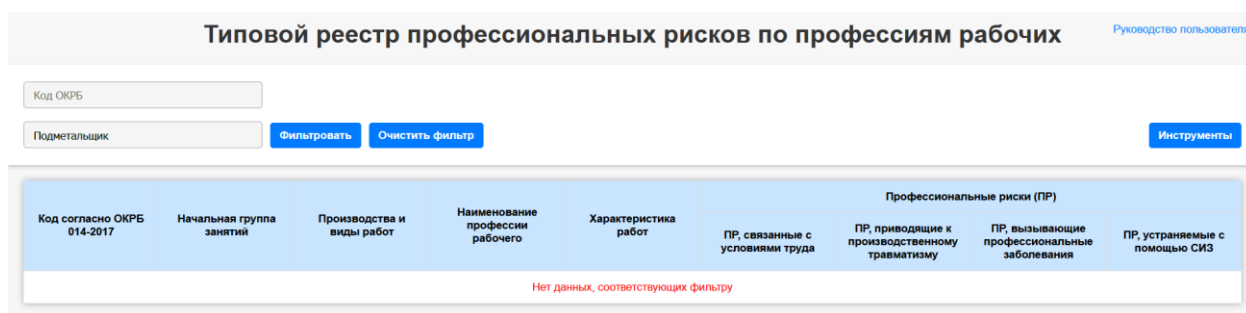 Типовой реестр профессиональных рисков по профессиям рабочих
Руководство пользователя
Код ОКРБ
Подметальщик
Фильтровать
Очистить фильтр
Инструменты
Код согласно ОКРБ
014-2017
Начальная группа
занятий
Производства и
виды работ
Наименование
профессии
рабочего
Характеристика
работ
Профессиональные риски (ПР)
ПР, связанные с
условиями труда
ПР, приводящие к
производственному
травматизму
ПР, вызывающие
профессиональные
заболевания
ПР, устраняемые с
помощью СИЗ
Нет данных, соответствующих фильтру